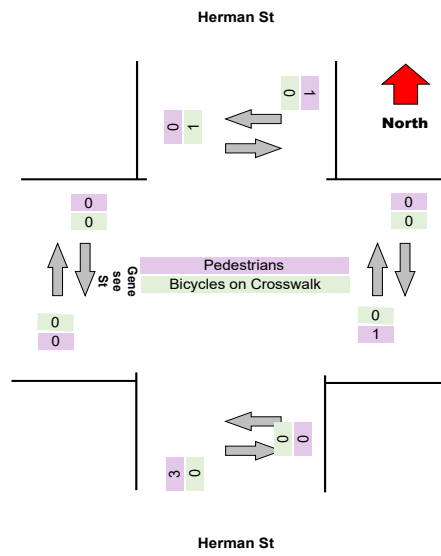 Herman St
0 1
0 1
North
0
0
0
0
Gene
see
St
Pedestrians
Bicycles on Crosswalk
0
0
0
1
0 0
3 0
Herman St